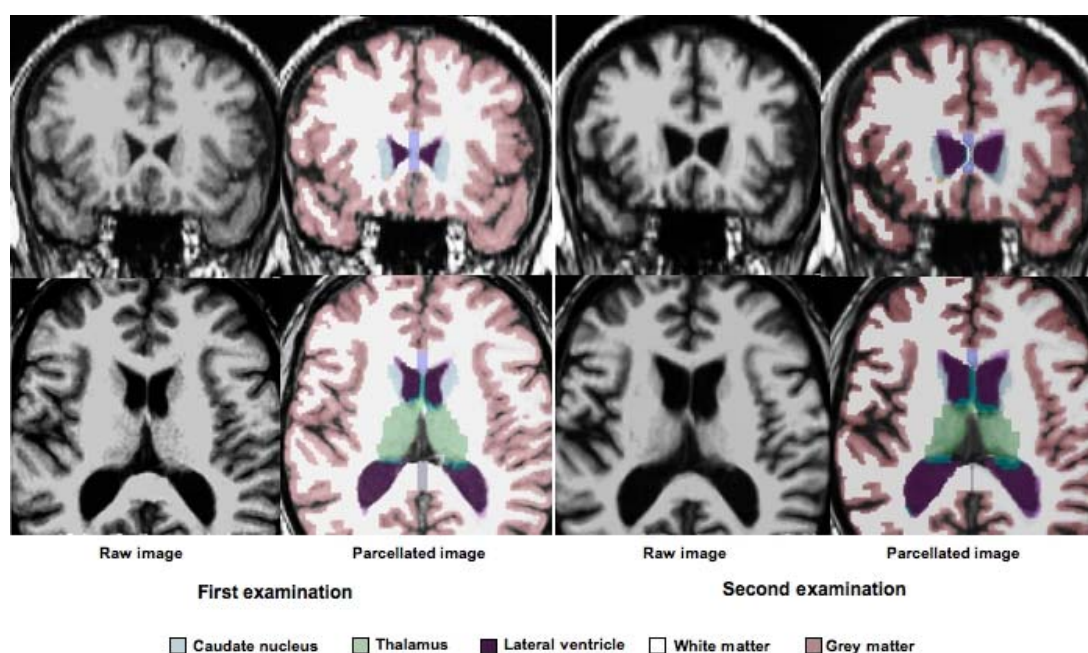 Raw image Parcellated image Raw image Parcellated image
First examination Second examination
Caudate nucleus Thalamus Lateral ventricle White matter Grey matter